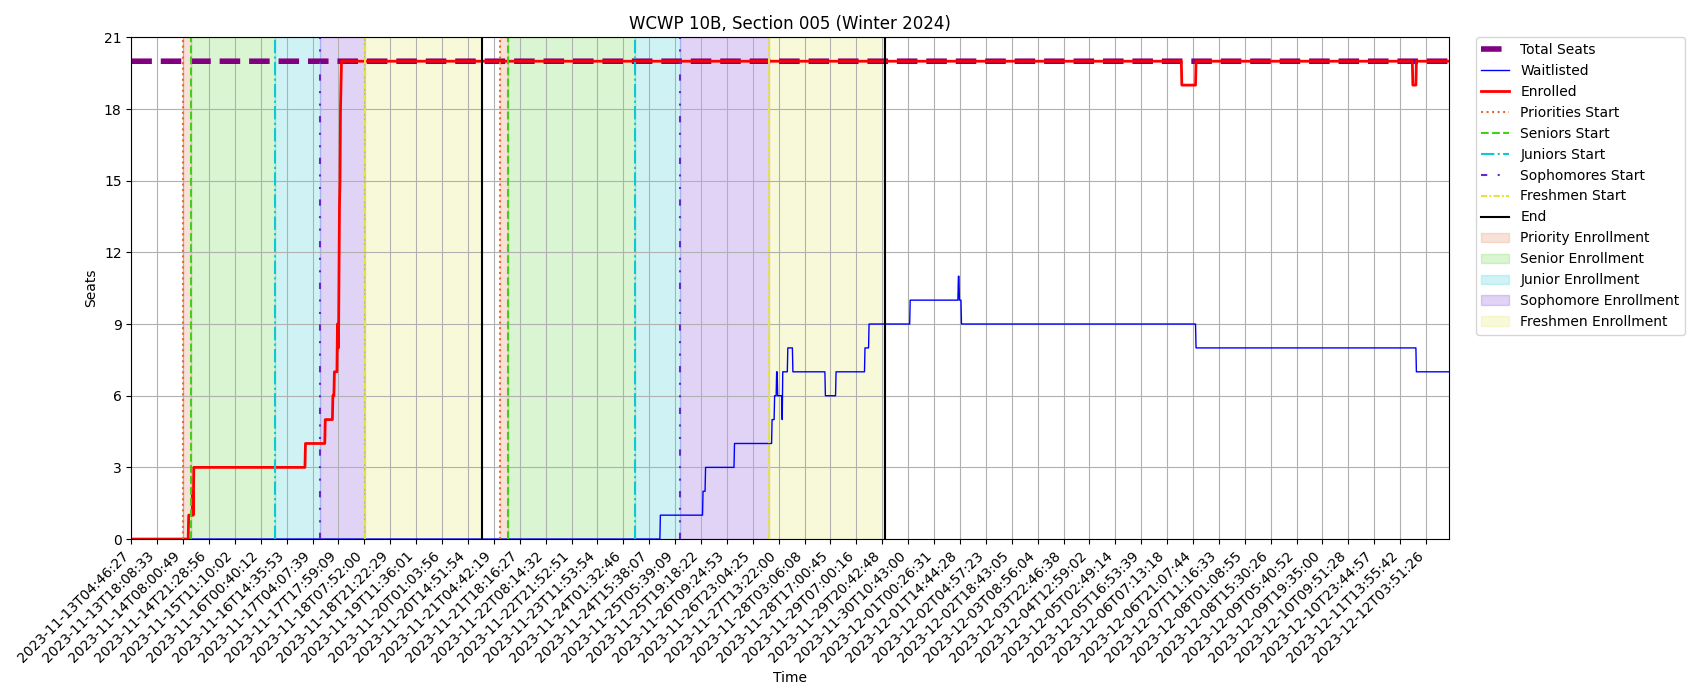 WCWP 10B, Section 005 (Winter 2024)
21
18
15
12
9
6
3
0
Seats
2023-11-13T04:46:27
2023-11-13T18:08:33
2023-11-14T08:00:49
2023-11-14T21:28:56
2023-11-15T11:10:02
2023-11-16T00:40:12
2023-11-16T14:35:53
2023-11-17T04:07:39
2023-11-17T17:59:09
2023-11-18T07:52:00
2023-11-18T21:22:29
2023-11-19T11:36:01
2023-11-20T01:03:56
2023-11-20T14:51:54
2023-11-21T04:42:19
2023-11-21T18:16:27
2023-11-22T08:14:32
2023-11-22T21:52:51
2023-11-23T11:53:54
2023-11-24T01:32:46
2023-11-24T15:38:07
2023-11-25T05:39:09
2023-11-25T19:18:22
2023-11-26T09:24:53
2023-11-26T23:04:25
2023-11-27T13:22:00
2023-11-28T03:06:08
2023-11-28T17:00:45
2023-11-29T07:00:16
2023-11-29T20:42:48
2023-11-30T10:43:00
2023-12-01T00:26:31
2023-12-01T14:44:28
2023-12-02T04:57:23
2023-12-02T18:43:05
2023-12-03T08:56:04
2023-12-03T22:46:38
2023-12-04T12:59:02
2023-12-05T02:49:14
2023-12-05T16:53:39
2023-12-06T07:13:18
2023-12-06T21:07:44
2023-12-07T11:16:33
2023-12-08T01:08:55
2023-12-08T15:30:26
2023-12-09T05:40:52
2023-12-09T19:35:00
2023-12-10T09:51:28
2023-12-10T23:44:57
2023-12-11T13:55:42
2023-12-12T03:51:26
Time
Total Seats
Waitlisted
Enrolled
Priorities Start
Seniors Start
Juniors Start
Sophomores Start
Freshmen Start
End
Priority Enrollment
Senior Enrollment
Junior Enrollment
Sophomore Enrollment
Freshmen Enrollment